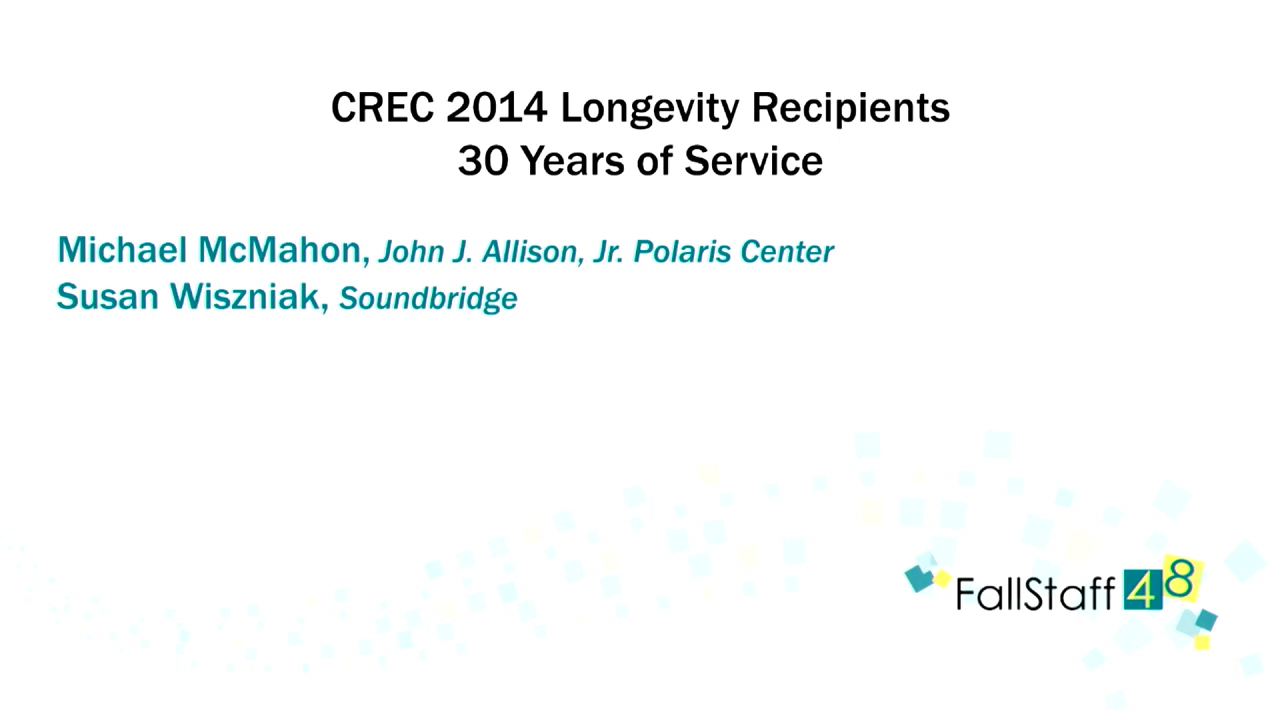 CREC 2014 Longevity Recipients
30 Years of Service
Michael McMahon, John J. Allison, Jr. Polaris Center
Susan Wiszniak, Soundbridge
FallStaff 48